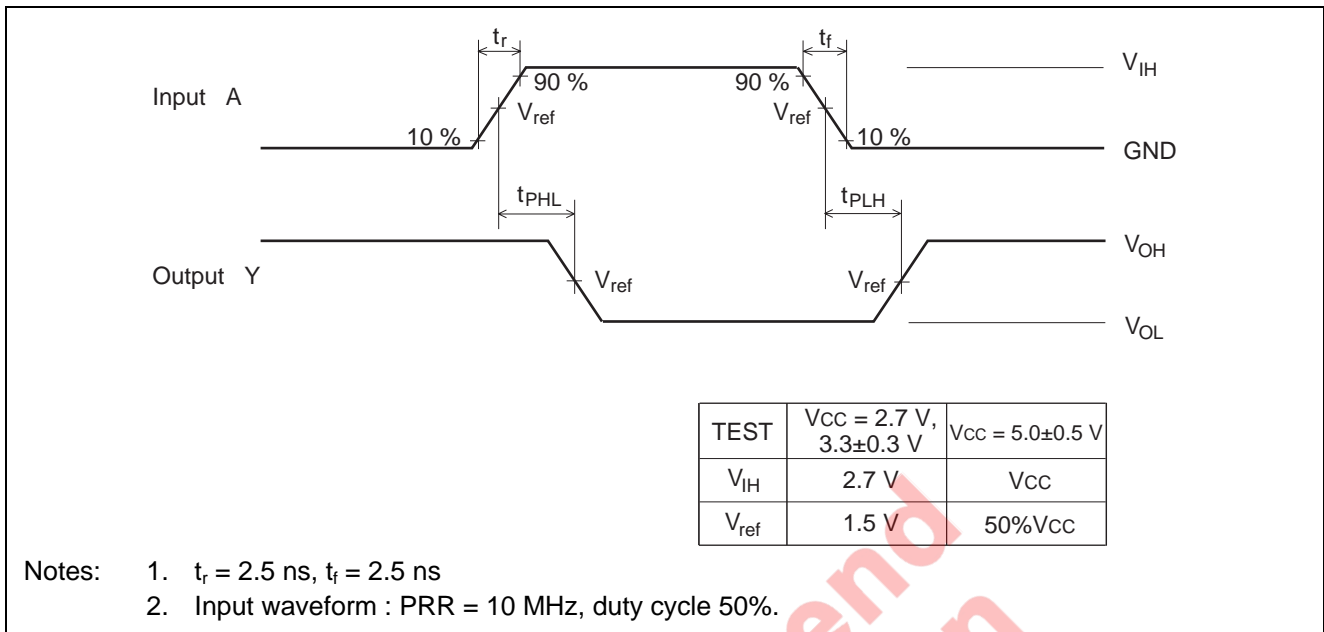 tr tf
VIH
90 % 90 %
Input A
Vref Vref
10 % 10 %
GND
tPHL tPLH
VOH
Output Y
Vref Vref
VOL
TEST VCC = 2.7 V, 3.3±0.3 V VCC = 5.0±0.5 V
VIH 2.7 V VCC
Vref 1.5 V 50%VCC
Notes: 1. tr = 2.5 ns, tf = 2.5 ns
2. Input waveform : PRR = 10 MHz, duty cycle 50%.